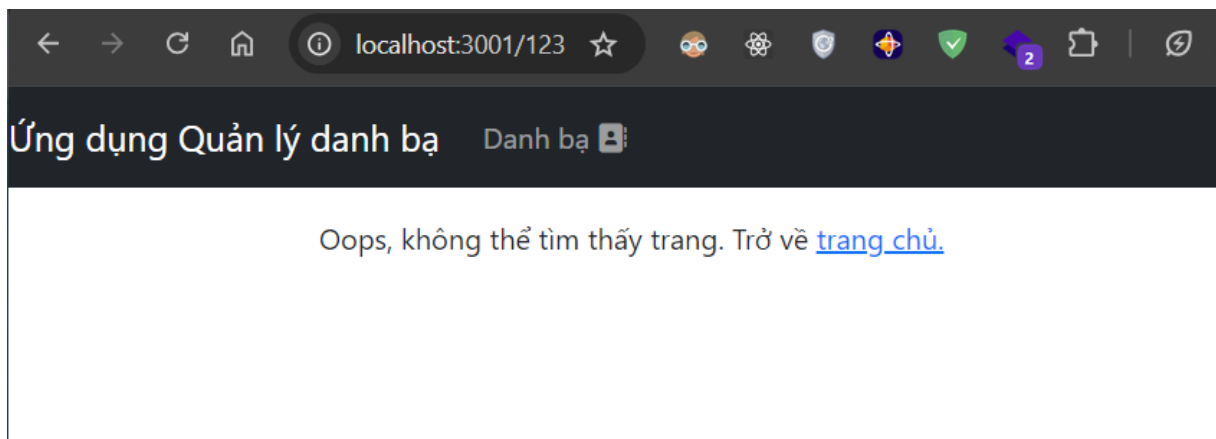 localhost:3001/123
2
Ứng dụng Quản lý danh bạ Danh bạ
Oops, không thể tìm thấy trang. Trở về trang chủ.